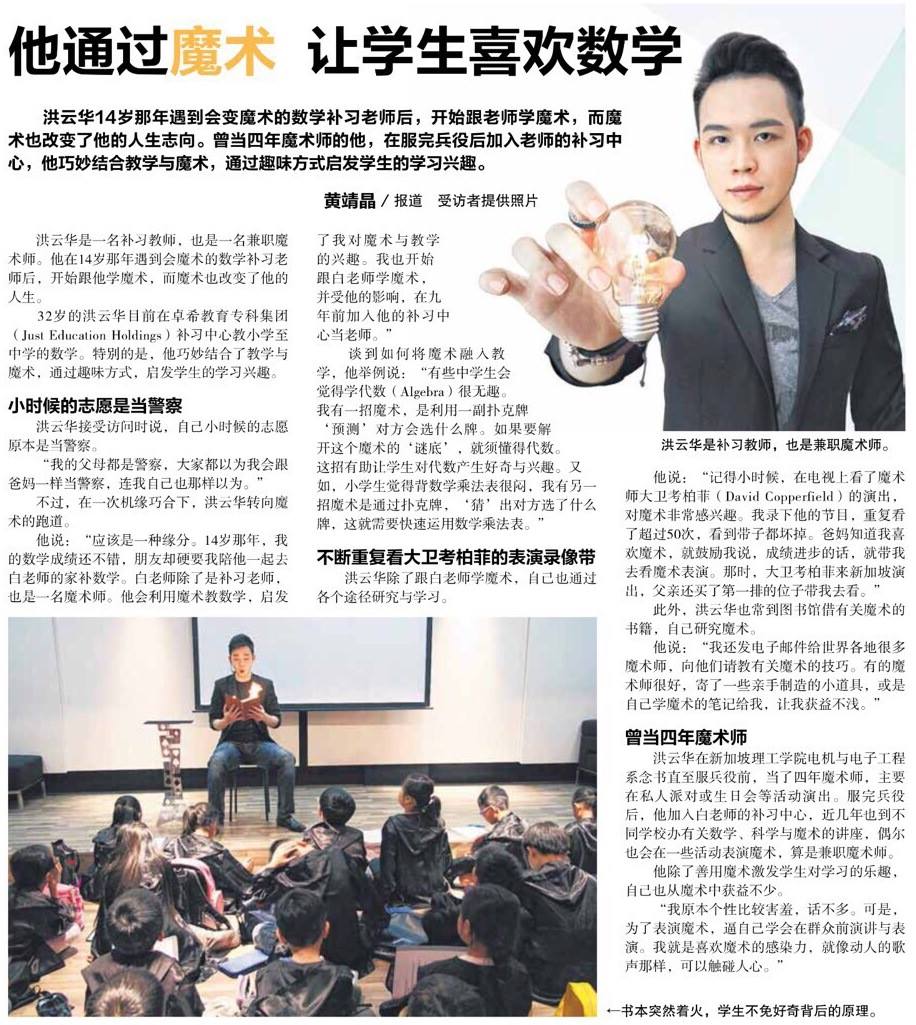 他通过魔术 让学生喜欢数学
洪云华14岁那年遇到会变魔术的数学补习老师后，开始跟老师学魔术，而魔
术也改变了他的人生志向。曾当四年魔术师的他，在服完兵役后加入老师的补习中
心，他巧妙结合教学与魔术，通过趣味方式启发学生的学习兴趣。
黄靖晶 / 报道 受访者提供照片
洪云华是一名补习教师，也是一名兼职魔
术师。他在14岁那年遇到会魔术的数学补习老
师后，开始跟他学魔术，而魔术也改变了他的
人生。
32岁的洪云华目前在卓希教育专科集团
（Just Education Holdings）补习中心教小学至
中学的数学。特别的是，他巧妙结合了教学与
魔术，通过趣味方式，启发学生的学习兴趣。
小时候的志愿是当警察
洪云华接受访问时说，自己小时候的志愿
原本是当警察。
“我的父母都是警察，大家都以为我会跟
爸妈一样当警察，连我自己也那样以为。”
不过，在一次机缘巧合下，洪云华转向魔
术的跑道。
他说：“应该是一种缘分。14岁那年，我
的数学成绩还不错，朋友却硬要我陪他一起去
白老师的家补数学。白老师除了是补习老师，
也是一名魔术师。他会利用魔术教数学，启发
了我对魔术与教学
的兴趣。我也开始
跟白老师学魔术，
并受他的影响，在九
年前加入他的补习中
心当老师。”
谈到如何将魔术融入教
学，他举例说：“有些中学生会
觉得学代数（Algebra）很无趣。
我有一招魔术，是利用一副扑克牌
‘预测’对方会选什么牌。如果要解
开这个魔术的‘谜底’，就须懂得代数。
这招有助让学生对代数产生好奇与兴趣。又
如，小学生觉得背数学乘法表很闷，我有另一
招魔术是通过扑克牌，‘猜’出对方选了什么
牌，这就需要快速运用数学乘法表。”
不断重复看大卫考柏菲的表演录像带
洪云华除了跟白老师学魔术，自己也通过
各个途径研究与学习。
洪云华是补习教师，也是兼职魔术师。
他说：“记得小时候，在电视上看了魔术
师大卫考柏菲（David Copperfield）的演出，
对魔术非常感兴趣。我录下他的节目，重复看
了超过50次，看到带子都坏掉。爸妈知道我喜
欢魔术，就鼓励我说，成绩进步的话，就带我
去看魔术表演。那时，大卫考柏菲来新加坡演
出，父亲还买了第一排的位子带我去看。”
此外，洪云华也常到图书馆借有关魔术的
书籍，自己研究魔术。
他说：“我还发电子邮件给世界各地很多
魔术师，向他们请教有关魔术的技巧。有的魔
术师很好，寄了一些亲手制造的小道具，或是
自己学魔术的笔记给我，让我获益不浅。”
曾当四年魔术师
洪云华在新加坡理工学院电机与电子工程
系念书直至服兵役前，当了四年魔术师，主要
在私人派对或生日会等活动演出。服完兵役
后，他加入白老师的补习中心，近几年也到不
同学校办有关数学、科学与魔术的讲座，偶尔
也会在一些活动表演魔术，算是兼职魔术师。
他除了善用魔术激发学生对学习的乐趣，
自己也从魔术中获益不少。
“我原本个性比较害羞，话不多。可是，
为了表演魔术，逼自己学会在群众前演讲与表
演。我就是喜欢魔术的感染力，就像动人的歌
声那样，可以触碰人心。”
←书本突然着火，学生不免好奇背后的原理。